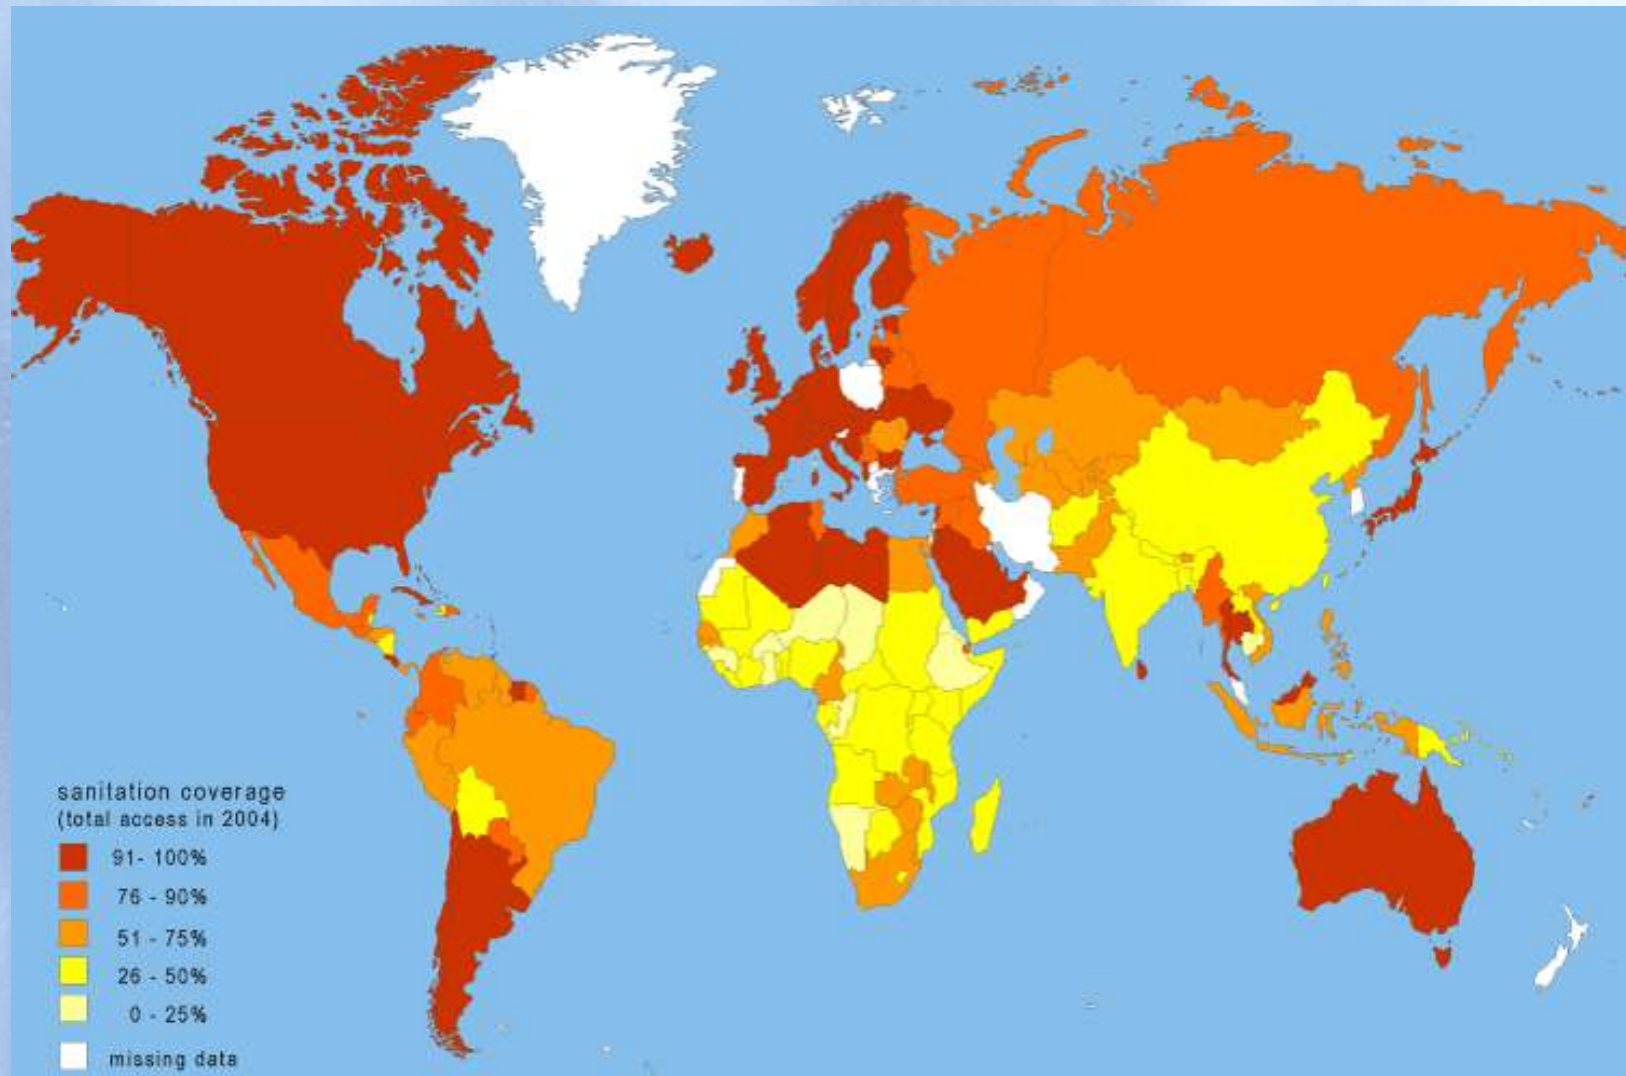 sanitation coverage
(total access in 2004)
91- 100%
76 - 90%
51 - 75%
26 - 50%
0 - 25%
missing data